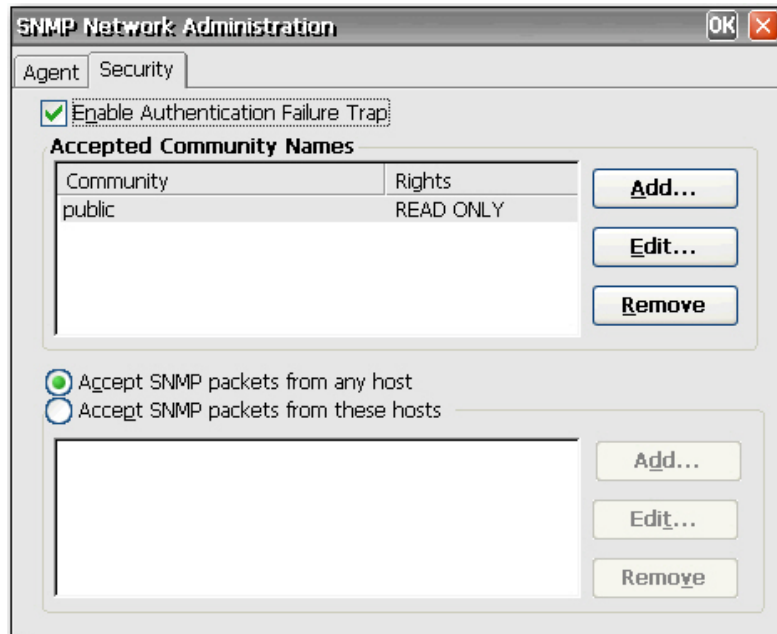 SNMP Network Administration OK
Agent Security
Enable Authentication Failure Trap
Accepted Community Names
Community Rights
public READ ONLY
Add...
Edit...
Remove
Accept SNMP packets from any host
Accept SNMP packets from these hosts
Add...
Edit...
Remove